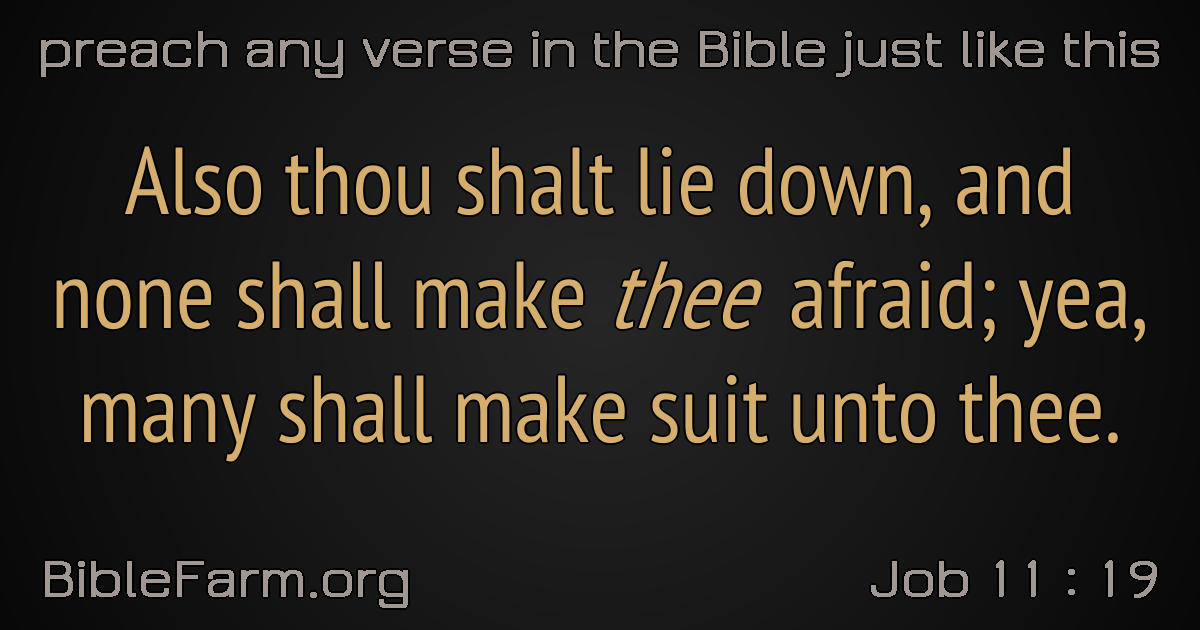 preach any verse in the Bible just like this
Also thou shalt lie down, and
none shall make thee afraid; yea,
many shall make suit unto thee.
BibleFarm.org
Job 11 : 19